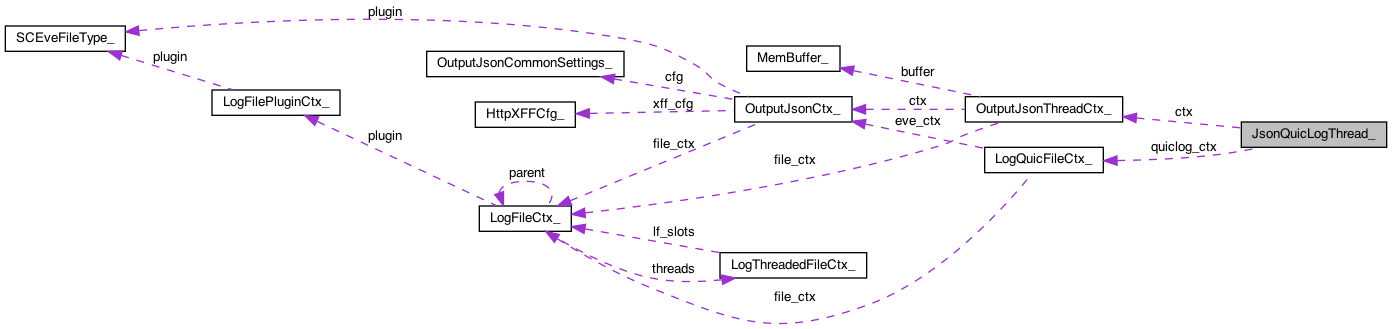 plugin
SCEveFileType_
plugin
OutputJsonCommonSettings_
MemBuffer_
cfg
buffer
LogFilePluginCtx_
HttpXFFCfg_
xff_cfg
OutputJsonCtx_
ctx
OutputJsonThreadCtx_
ctx
eve_ctx
JsonQuicLogThread_
plugin
file_ctx
file_ctx
LogQuicFileCtx_
quiclog_ctx
parent
LogFileCtx_
lf_slots
threads
LogThreadedFileCtx_
file_ctx